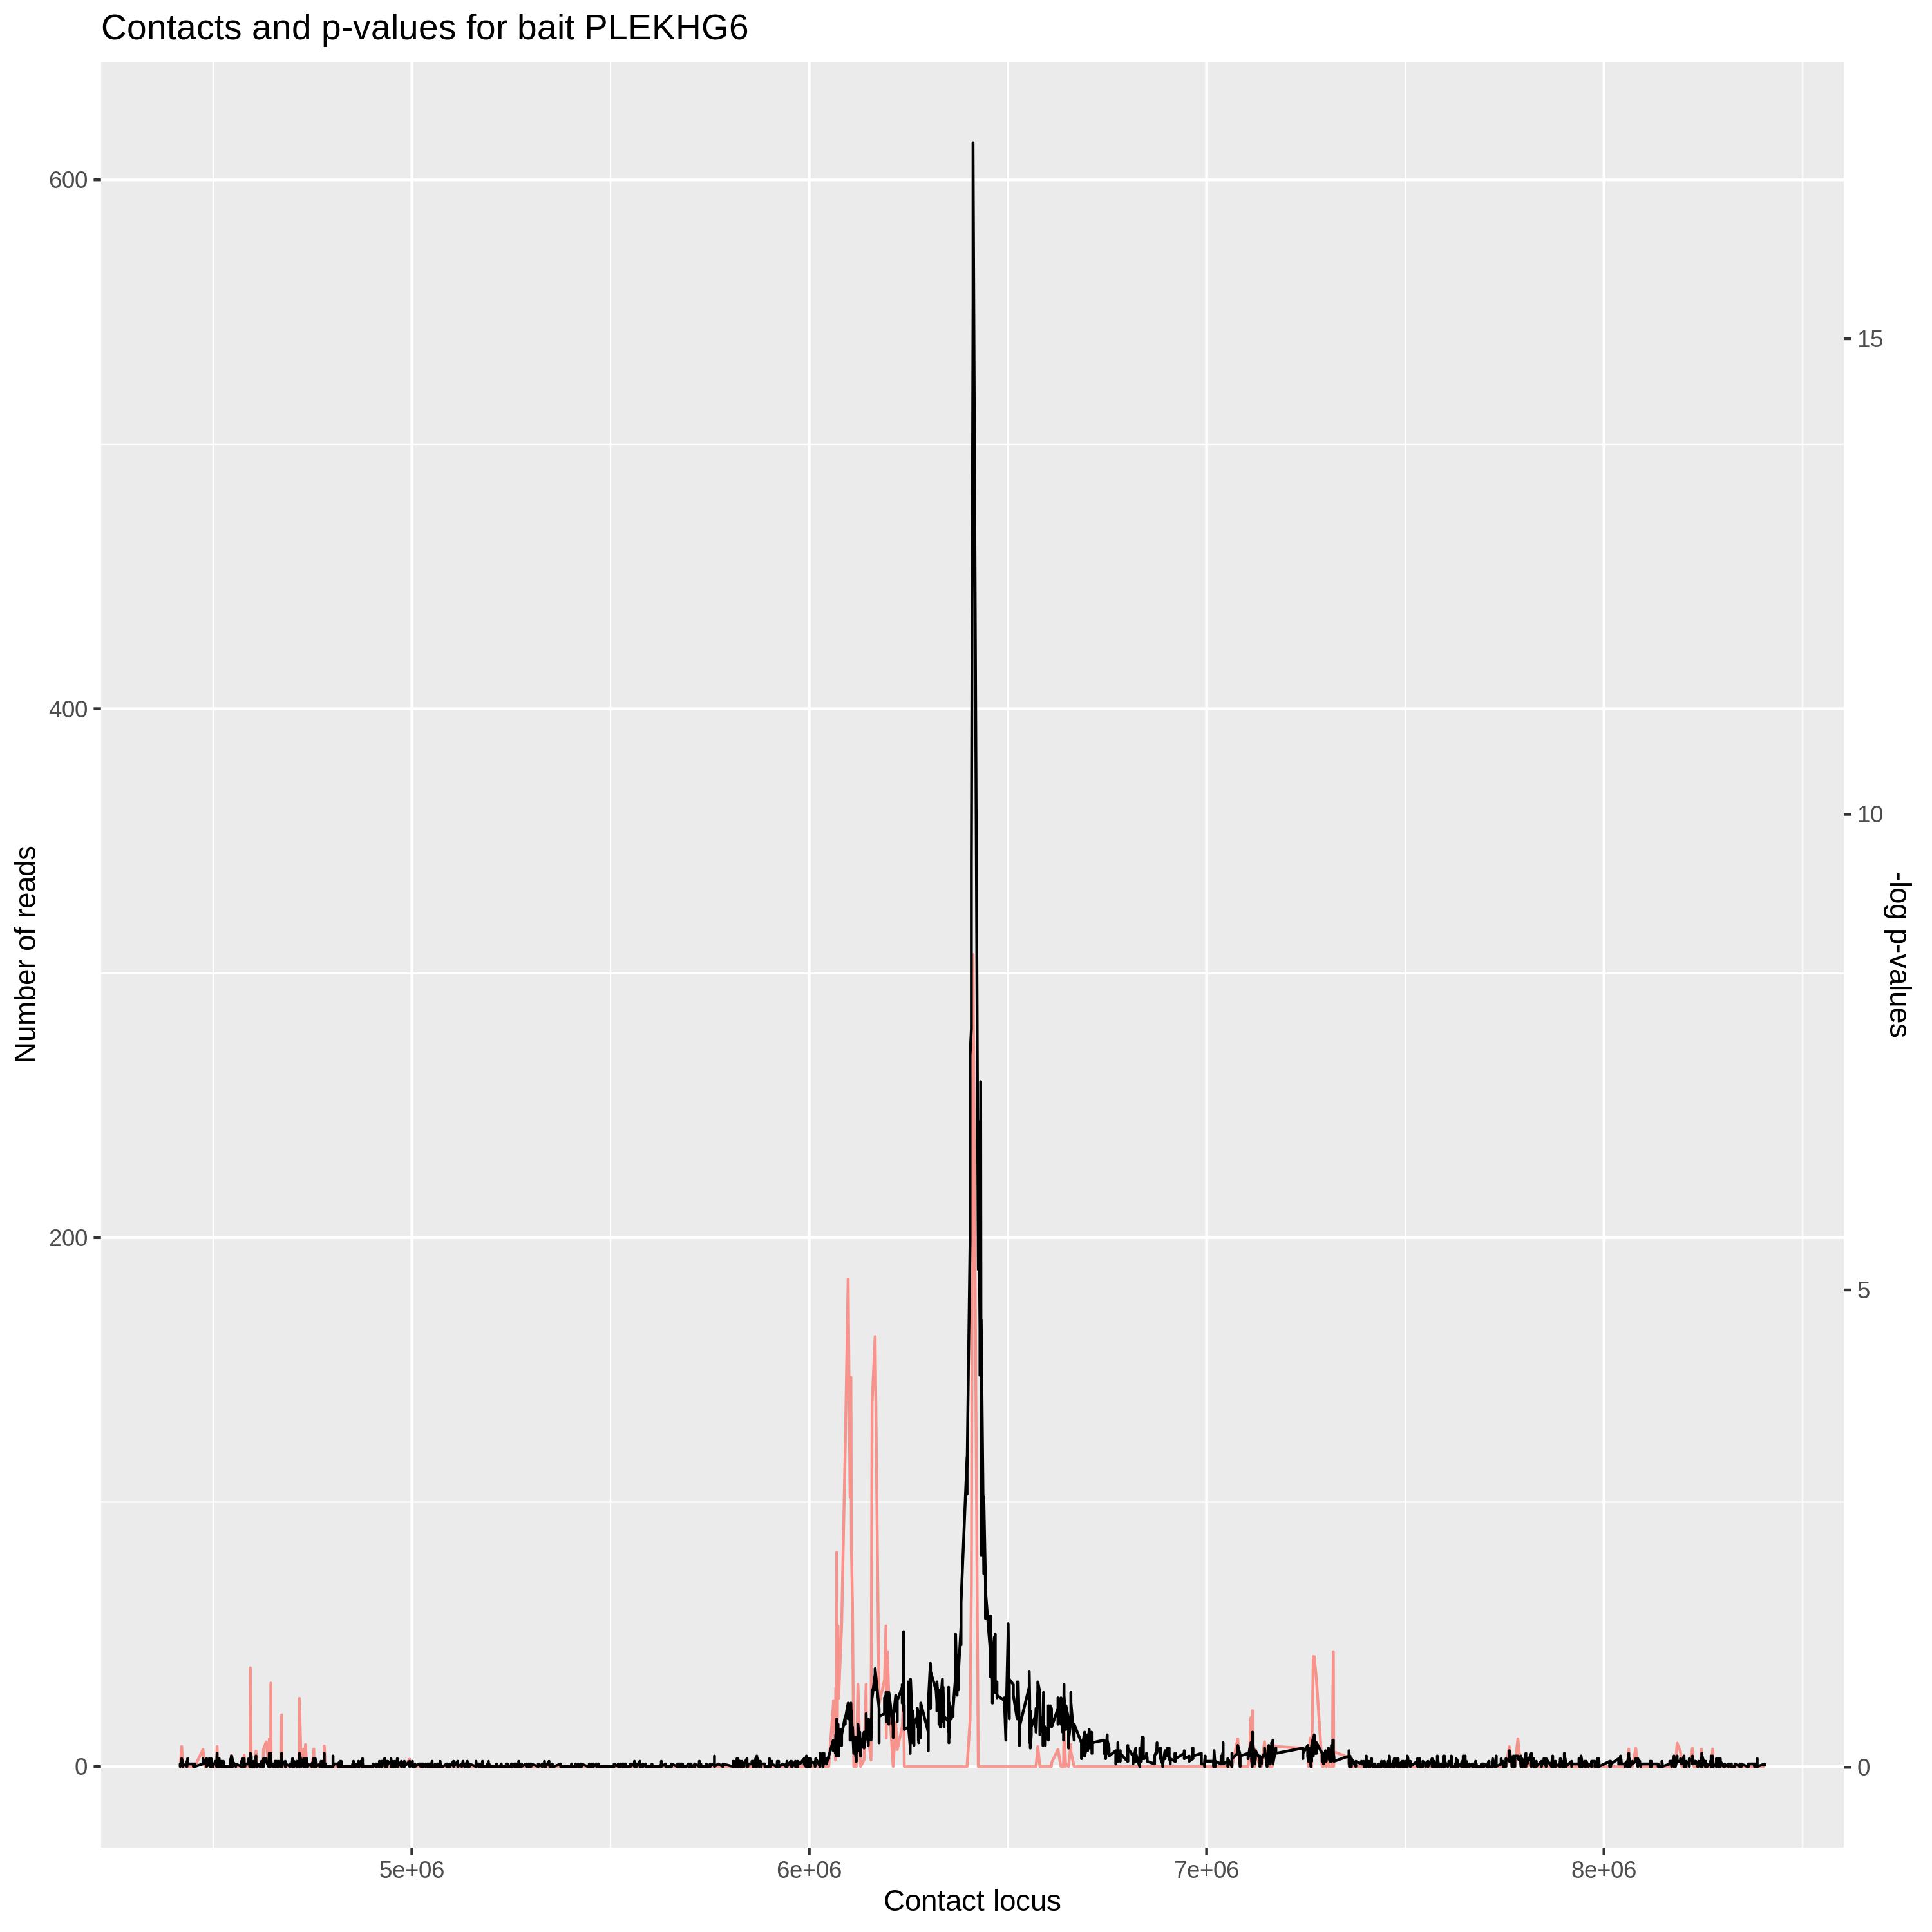 Contacts and p-values for bait PLEKHG6
600
400
200
0
Number of reads
15
10
5
0
-log p-values
5e+06
6e+06
7e+06
8e+06
Contact locus